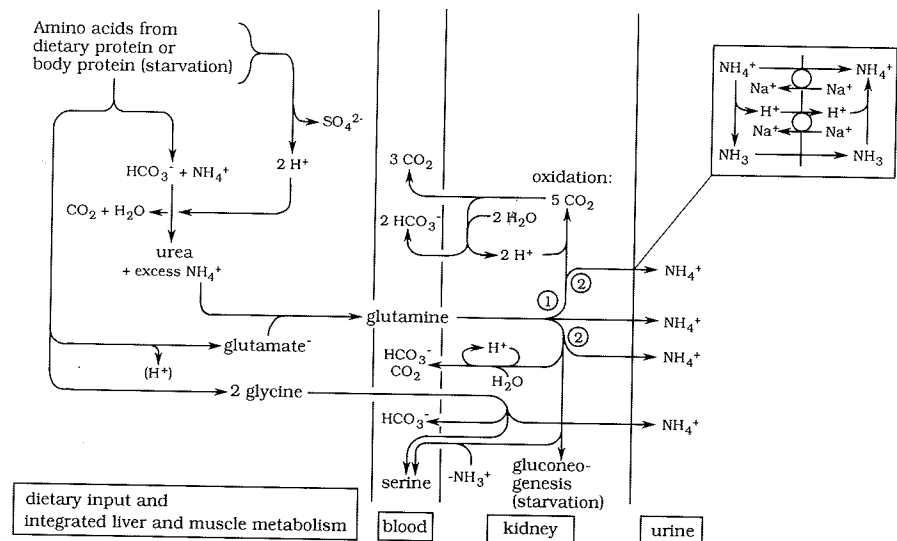 Amino acids from
dietary protein or
body protein (starvation)
SO₄²⁻
HCO₃⁻ + NH₄⁺
2 H⁺
CO₂ + H₂O
urea
+ excess NH₄⁺
glutamate⁻
(H⁺)
2 glycine
3 CO₂
2 HCO₃⁻
2 H₂O
2 H⁺
oxidation:
5 CO₂
glutamine
1
2
2
HCO₃⁻
CO₂
H⁺
H₂O
HCO₃⁻
serine
-NH₃⁺
gluconeo-
genesis
(starvation)
NH₄⁺
NH₄⁺
NH₄⁺
NH₄⁺
NH₄⁺ NH₄⁺
Na⁺ Na⁺
H⁺ H⁺
Na⁺ Na⁺
NH₃ NH₃
dietary input and
integrated liver and muscle metabolism
blood
kidney
urine